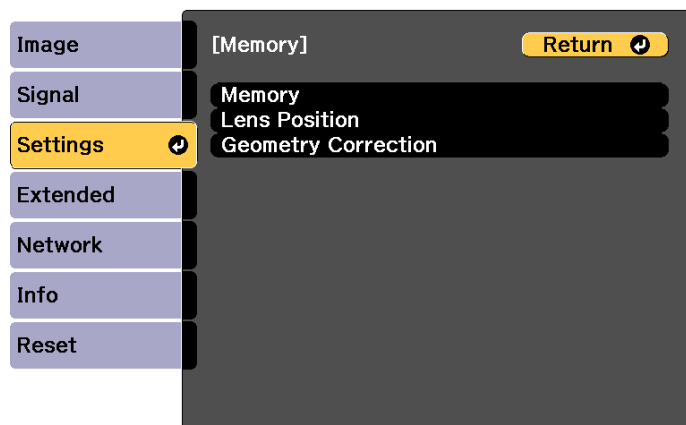 Image
Signal
Settings
Extended
Network
Info
Reset
[Memory]
Return
Memory
Lens Position
Geometry Correction